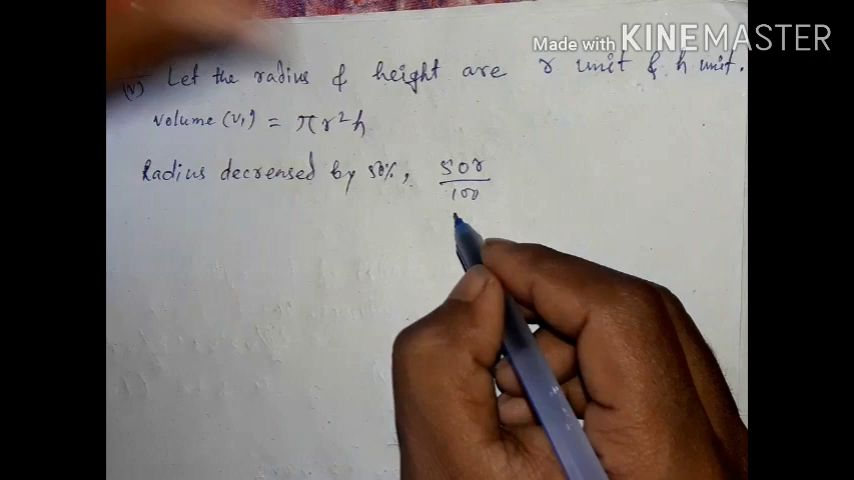 Made with KINEMASTER
(iv) Let the radius & height are r unit & h unit.
volume (V₁) = πr²h
Radius decreased by 50%, 50r/100